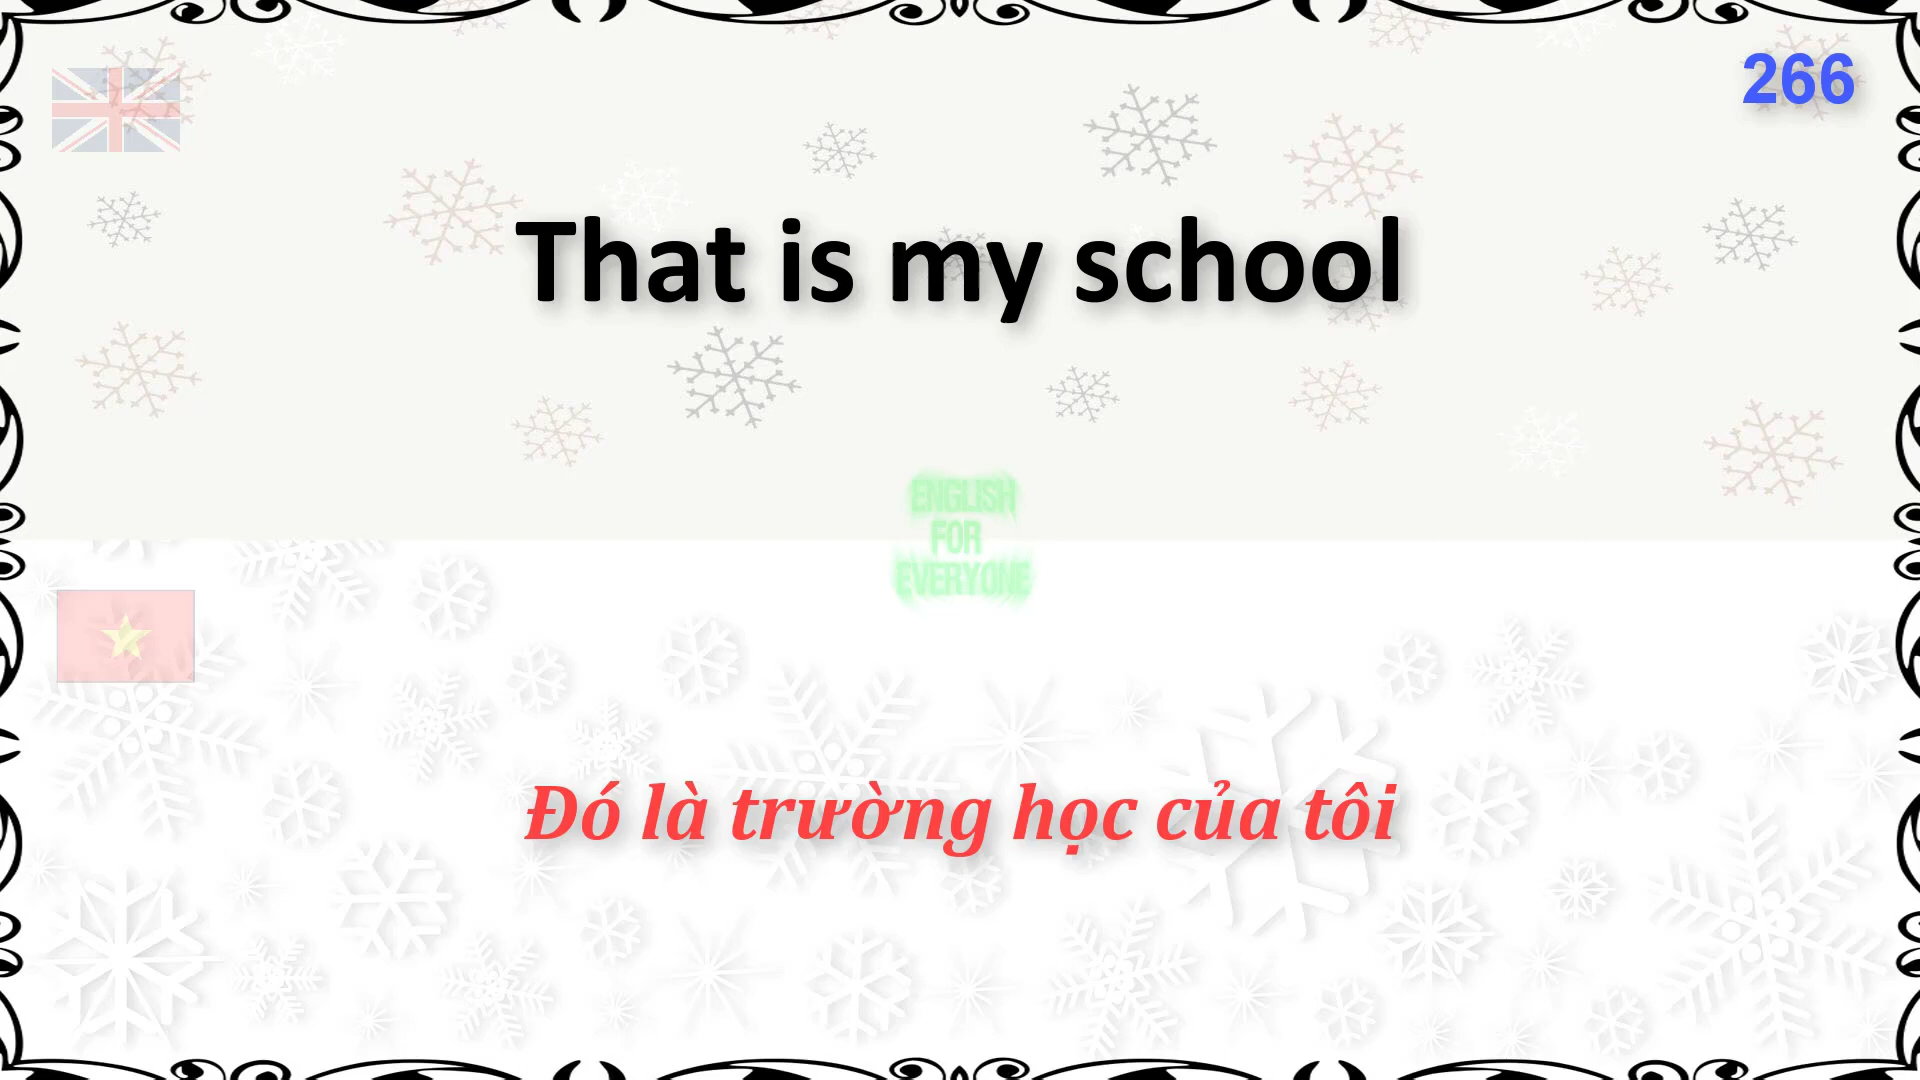 266
That is my school
ENGLISH
FOR
EVERYONE
Đó là trường học của tôi